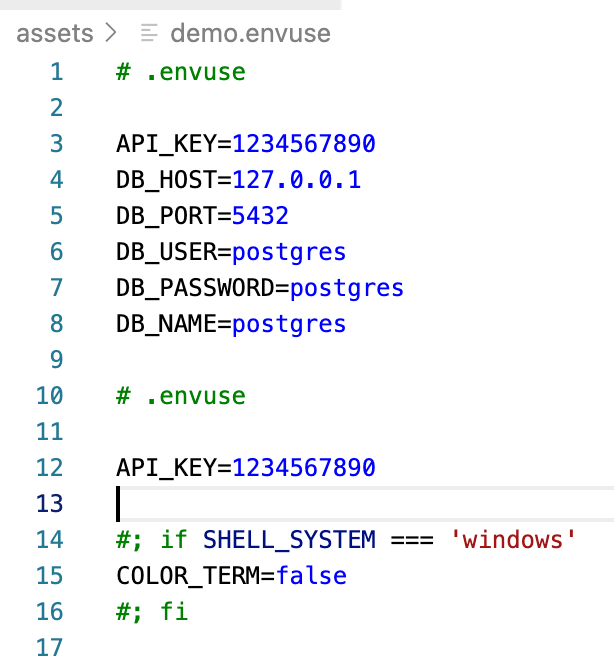 assets > demo.envuse
1 # .envuse
2
3 API_KEY=1234567890
4 DB_HOST=127.0.0.1
5 DB_PORT=5432
6 DB_USER=postgres
7 DB_PASSWORD=postgres
8 DB_NAME=postgres
9
10 # .envuse
11
12 API_KEY=1234567890
13
14 #; if SHELL_SYSTEM === 'windows'
15 COLOR_TERM=false
16 #; fi
17